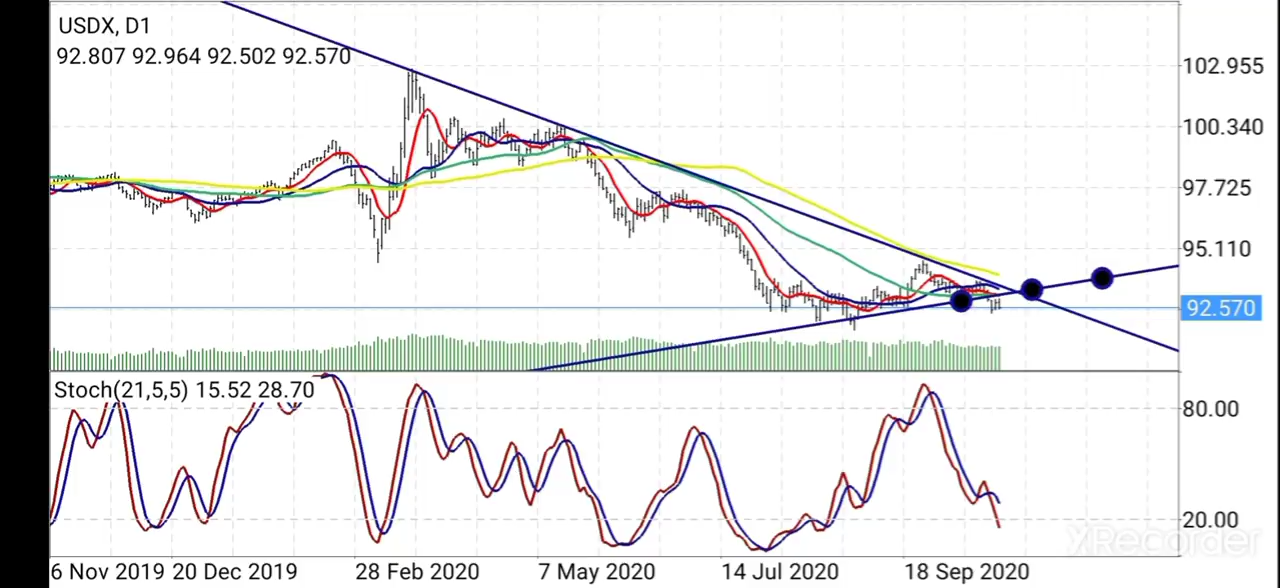 USDX, D1
92.807 92.964 92.502 92.570
102.955
100.340
97.725
95.110
92.570
Stoch(21,5,5) 15.52 28.70
80.00
20.00
XRecorder
6 Nov 2019 20 Dec 2019 28 Feb 2020 7 May 2020 14 Jul 2020 18 Sep 2020